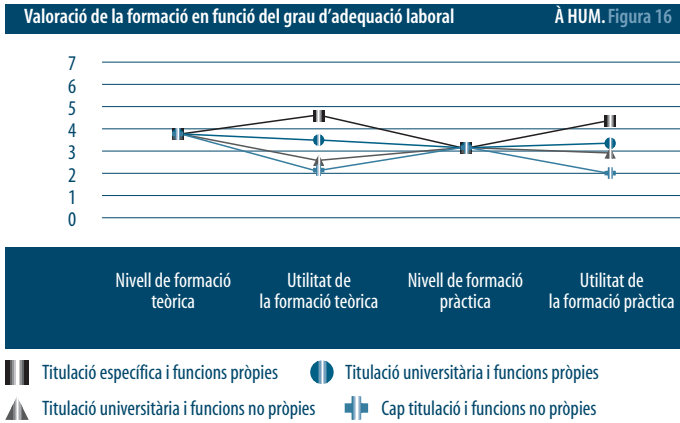 Valoració de la formació en funció del grau d'adequació laboral À HUM. Figura 16
7
6
5
4
3
2
1
0
Nivell de formació teòrica
Utilitat de la formació teòrica
Nivell de formació pràctica
Utilitat de la formació pràctica
Titulació específica i funcions pròpies
Titulació universitària i funcions pròpies
Titulació universitària i funcions no pròpies
Cap titulació i funcions no pròpies